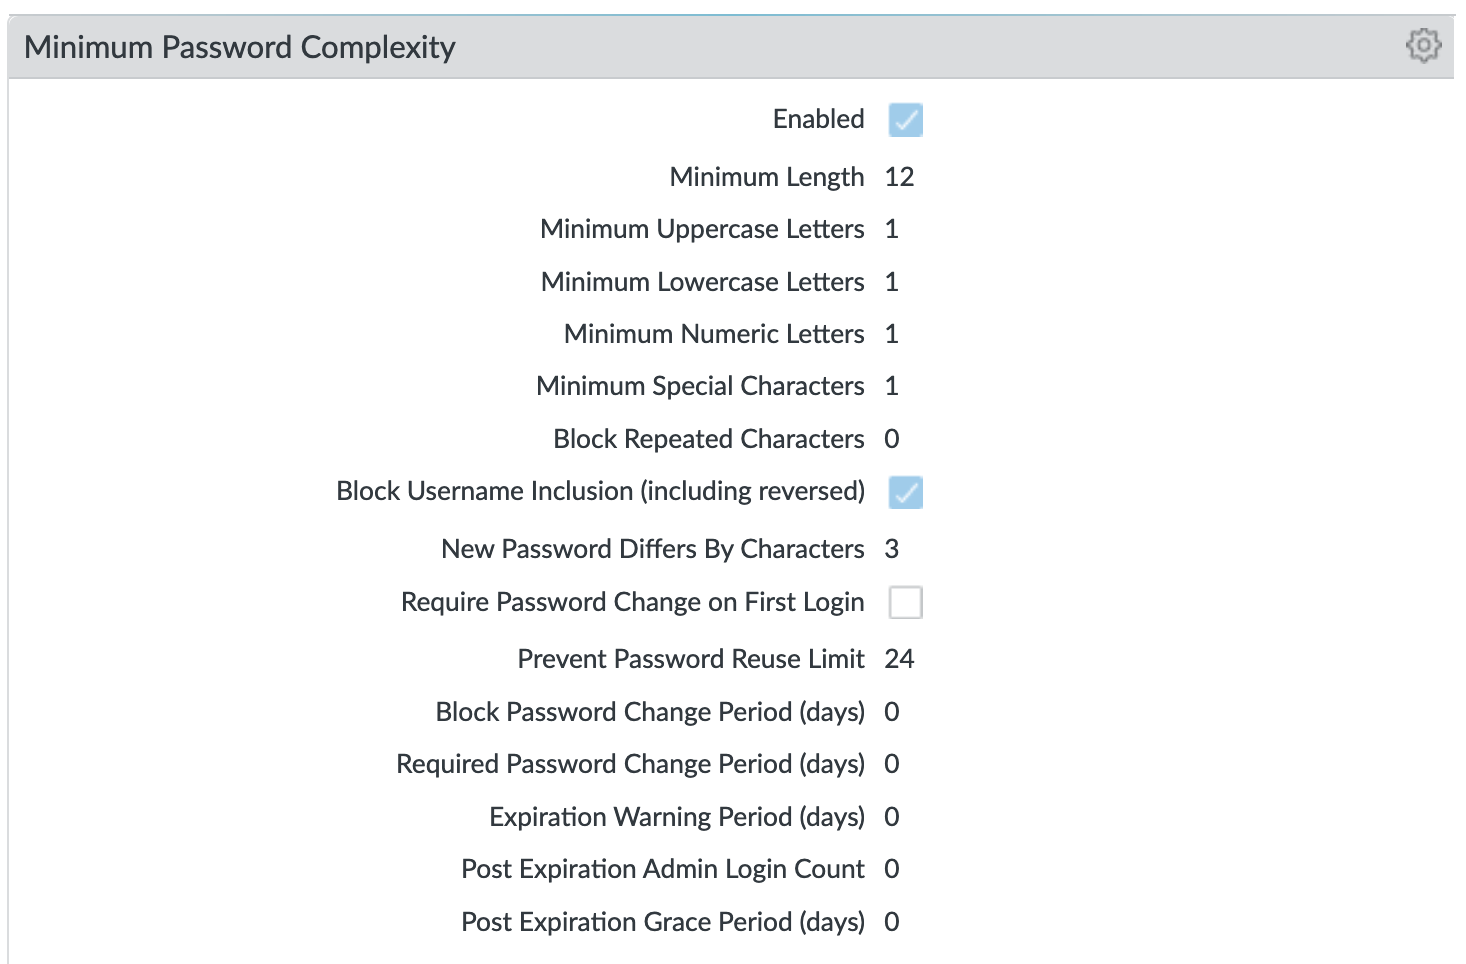 Minimum Password Complexity
Enabled
Minimum Length 12
Minimum Uppercase Letters 1
Minimum Lowercase Letters 1
Minimum Numeric Letters 1
Minimum Special Characters 1
Block Repeated Characters 0
Block Username Inclusion (including reversed)
New Password Differs By Characters 3
Require Password Change on First Login
Prevent Password Reuse Limit 24
Block Password Change Period (days) 0
Required Password Change Period (days) 0
Expiration Warning Period (days) 0
Post Expiration Admin Login Count 0
Post Expiration Grace Period (days) 0